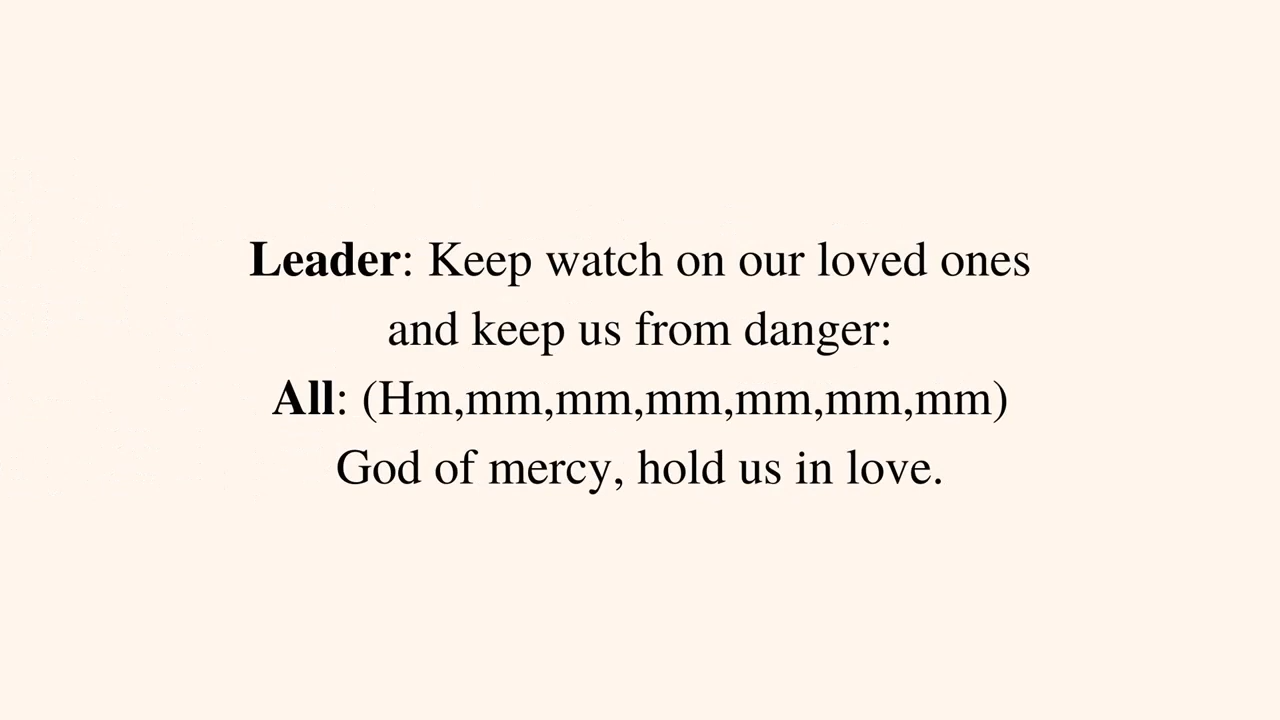 Leader: Keep watch on our loved ones
and keep us from danger:
All: (Hm,mm,mm,mm,mm,mm,mm)
God of mercy, hold us in love.